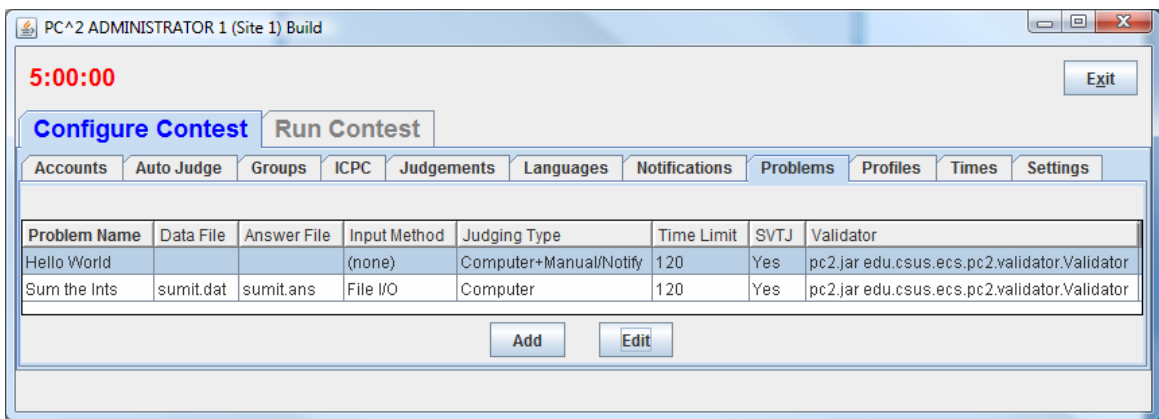 PC^2 ADMINISTRATOR 1 (Site 1) Build
5:00:00
Exit
Configure Contest Run Contest
Accounts Auto Judge Groups ICPC Judgements Languages Notifications Problems Profiles Times Settings
Problem Name Data File Answer File Input Method Judging Type Time Limit SVTJ Validator
Hello World (none) Computer+Manual/Notify 120 Yes pc2.jar edu.csus.ecs.pc2.validator.Validator
Sum the Ints sumit.dat sumit.ans File I/O Computer 120 Yes pc2.jar edu.csus.ecs.pc2.validator.Validator
Add Edit